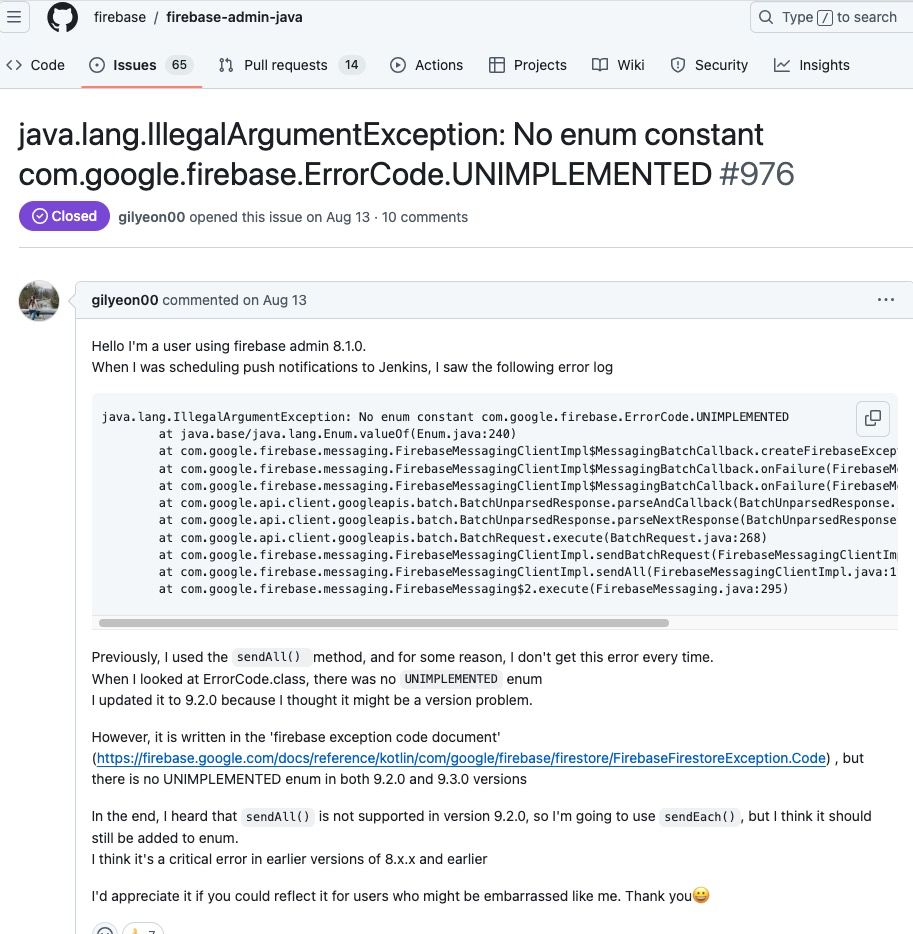 firebase / firebase-admin-java
Type / to search
Code Issues 65 Pull requests 14 Actions Projects Wiki Security Insights
java.lang.IllegalArgumentException: No enum constant
com.google.firebase.ErrorCode.UNIMPLEMENTED #976
Closed gilyeon00 opened this issue on Aug 13 · 10 comments
gilyeon00 commented on Aug 13
Hello I'm a user using firebase admin 8.1.0.
When I was scheduling push notifications to Jenkins, I saw the following error log
java.lang.IllegalArgumentException: No enum constant com.google.firebase.ErrorCode.UNIMPLEMENTED
at java.base/java.lang.Enum.valueOf(Enum.java:240)
at com.google.firebase.messaging.FirebaseMessagingClientImpl$MessagingBatchCallback.createFirebaseExcep
at com.google.firebase.messaging.FirebaseMessagingClientImpl$MessagingBatchCallback.onFailure(FirebaseM
at com.google.firebase.messaging.FirebaseMessagingClientImpl$MessagingBatchCallback.onFailure(FirebaseM
at com.google.api.client.googleapis.batch.BatchUnparsedResponse.parseAndCallback(BatchUnparsedResponse.
at com.google.api.client.googleapis.batch.BatchUnparsedResponse.parseNextResponse(BatchUnparsedResponse
at com.google.api.client.googleapis.batch.BatchRequest.execute(BatchRequest.java:268)
at com.google.firebase.messaging.FirebaseMessagingClientImpl.sendBatchRequest(FirebaseMessagingClientIm
at com.google.firebase.messaging.FirebaseMessagingClientImpl.sendAll(FirebaseMessagingClientImpl.java:1
at com.google.firebase.messaging.FirebaseMessaging$2.execute(FirebaseMessaging.java:295)
Previously, I used the sendAll() method, and for some reason, I don't get this error every time.
When I looked at ErrorCode.class, there was no UNIMPLEMENTED enum
I updated it to 9.2.0 because I thought it might be a version problem.
However, it is written in the 'firebase exception code document'
(https://firebase.google.com/docs/reference/kotlin/com/google/firebase/firestore/FirebaseFirestoreException.Code) , but
there is no UNIMPLEMENTED enum in both 9.2.0 and 9.3.0 versions
In the end, I heard that sendAll() is not supported in version 9.2.0, so I'm going to use sendEach() , but I think it should
still be added to enum.
I think it's a critical error in earlier versions of 8.x.x and earlier
I'd appreciate it if you could reflect it for users who might be embarrassed like me. Thank you😀